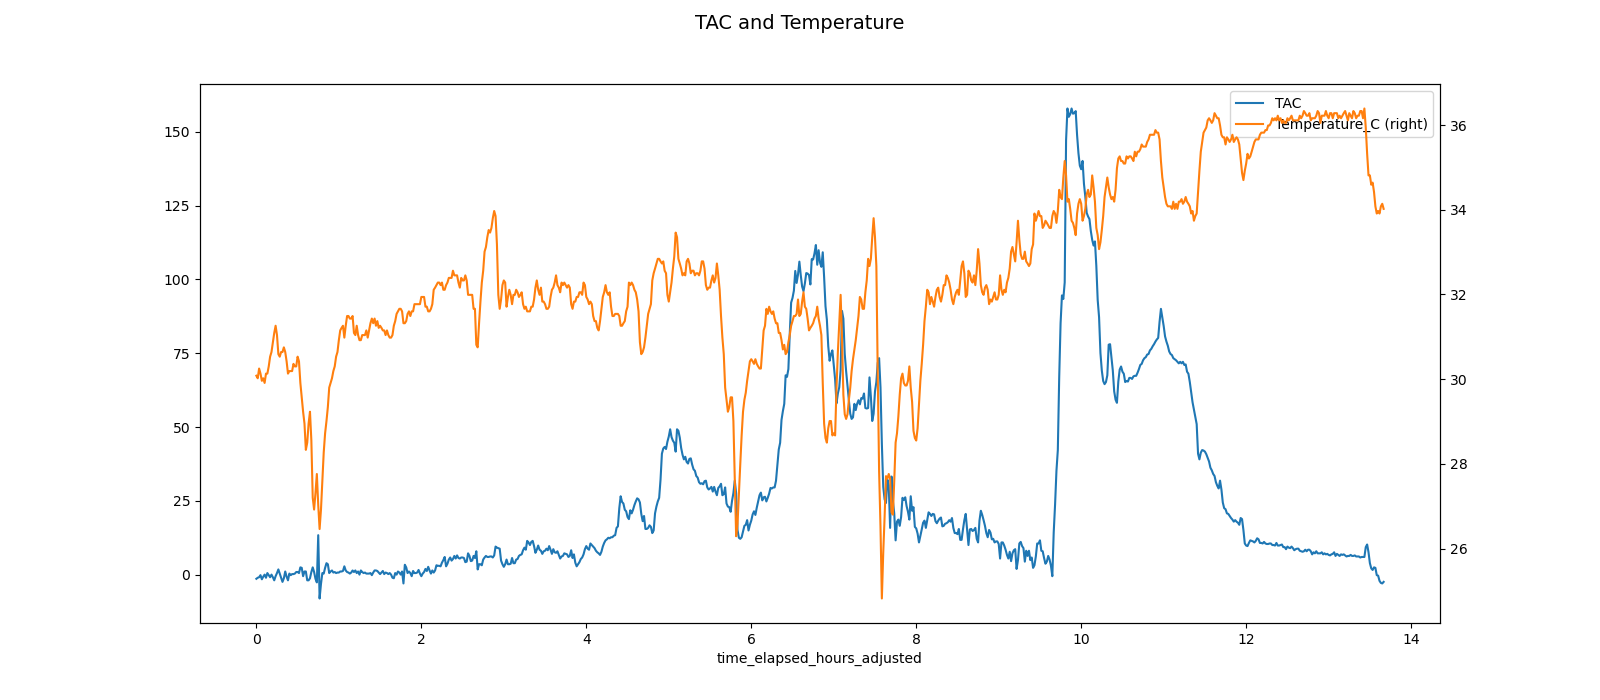 TAC and Temperature
TAC
Temperature_C (right)
150
125
100
75
50
25
0
36
34
32
30
28
26
0 2 4 6 8 10 12 14
time_elapsed_hours_adjusted